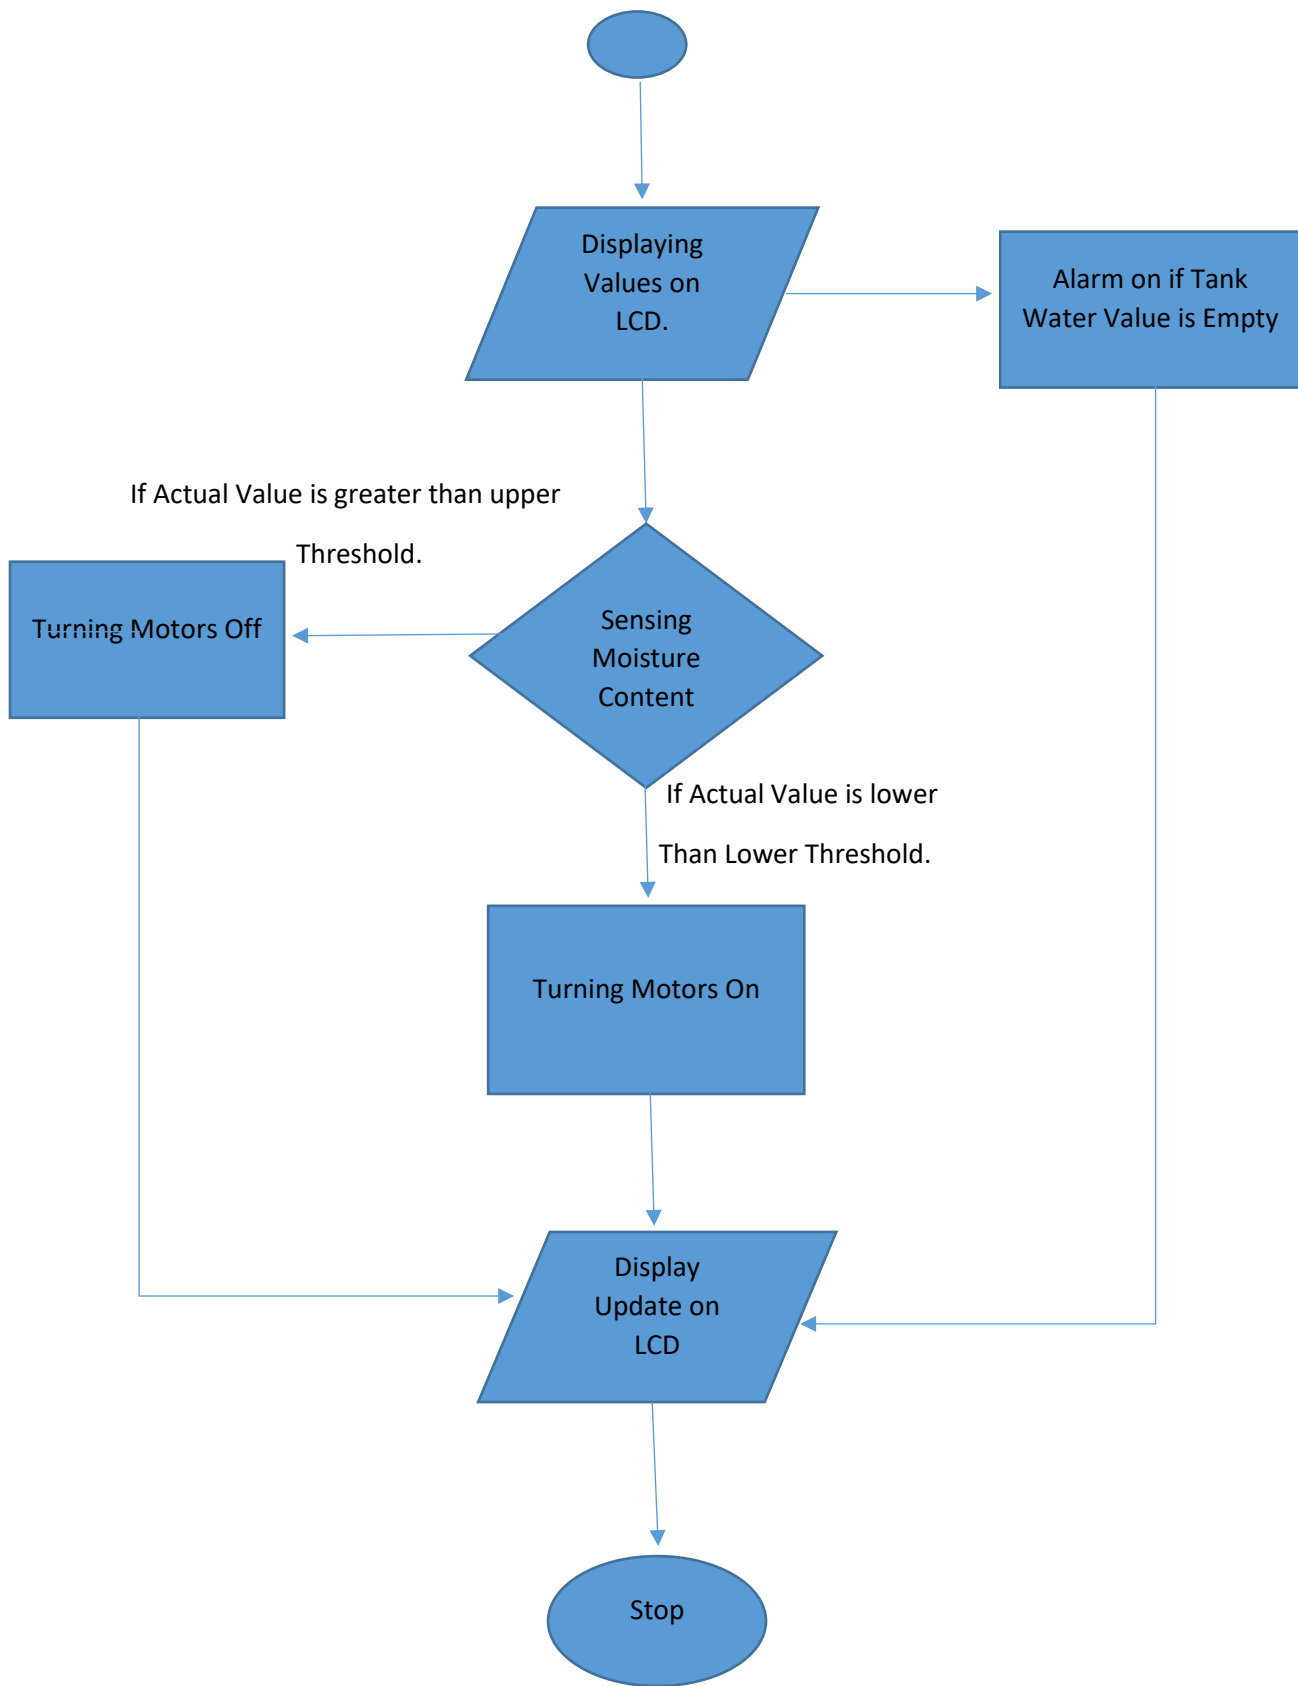 Displaying
Values on
LCD.
Alarm on if Tank
Water Value is Empty
If Actual Value is greater than upper
Threshold.
Turning Motors Off
Sensing
Moisture
Content
If Actual Value is lower
Than Lower Threshold.
Turning Motors On
Display
Update on
LCD
Stop